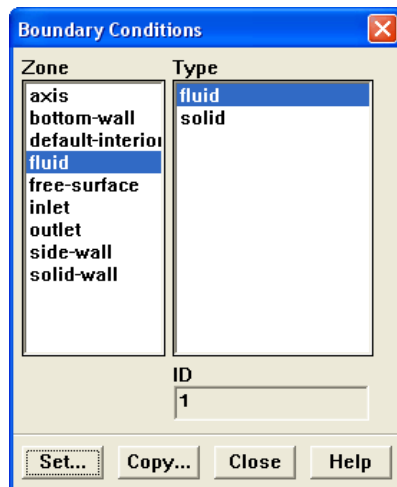 Boundary Conditions
Zone
Type
axis
bottom-wall
default-interior
fluid
free-surface
inlet
outlet
side-wall
solid-wall
fluid
solid
ID
1
Set...
Copy...
Close
Help